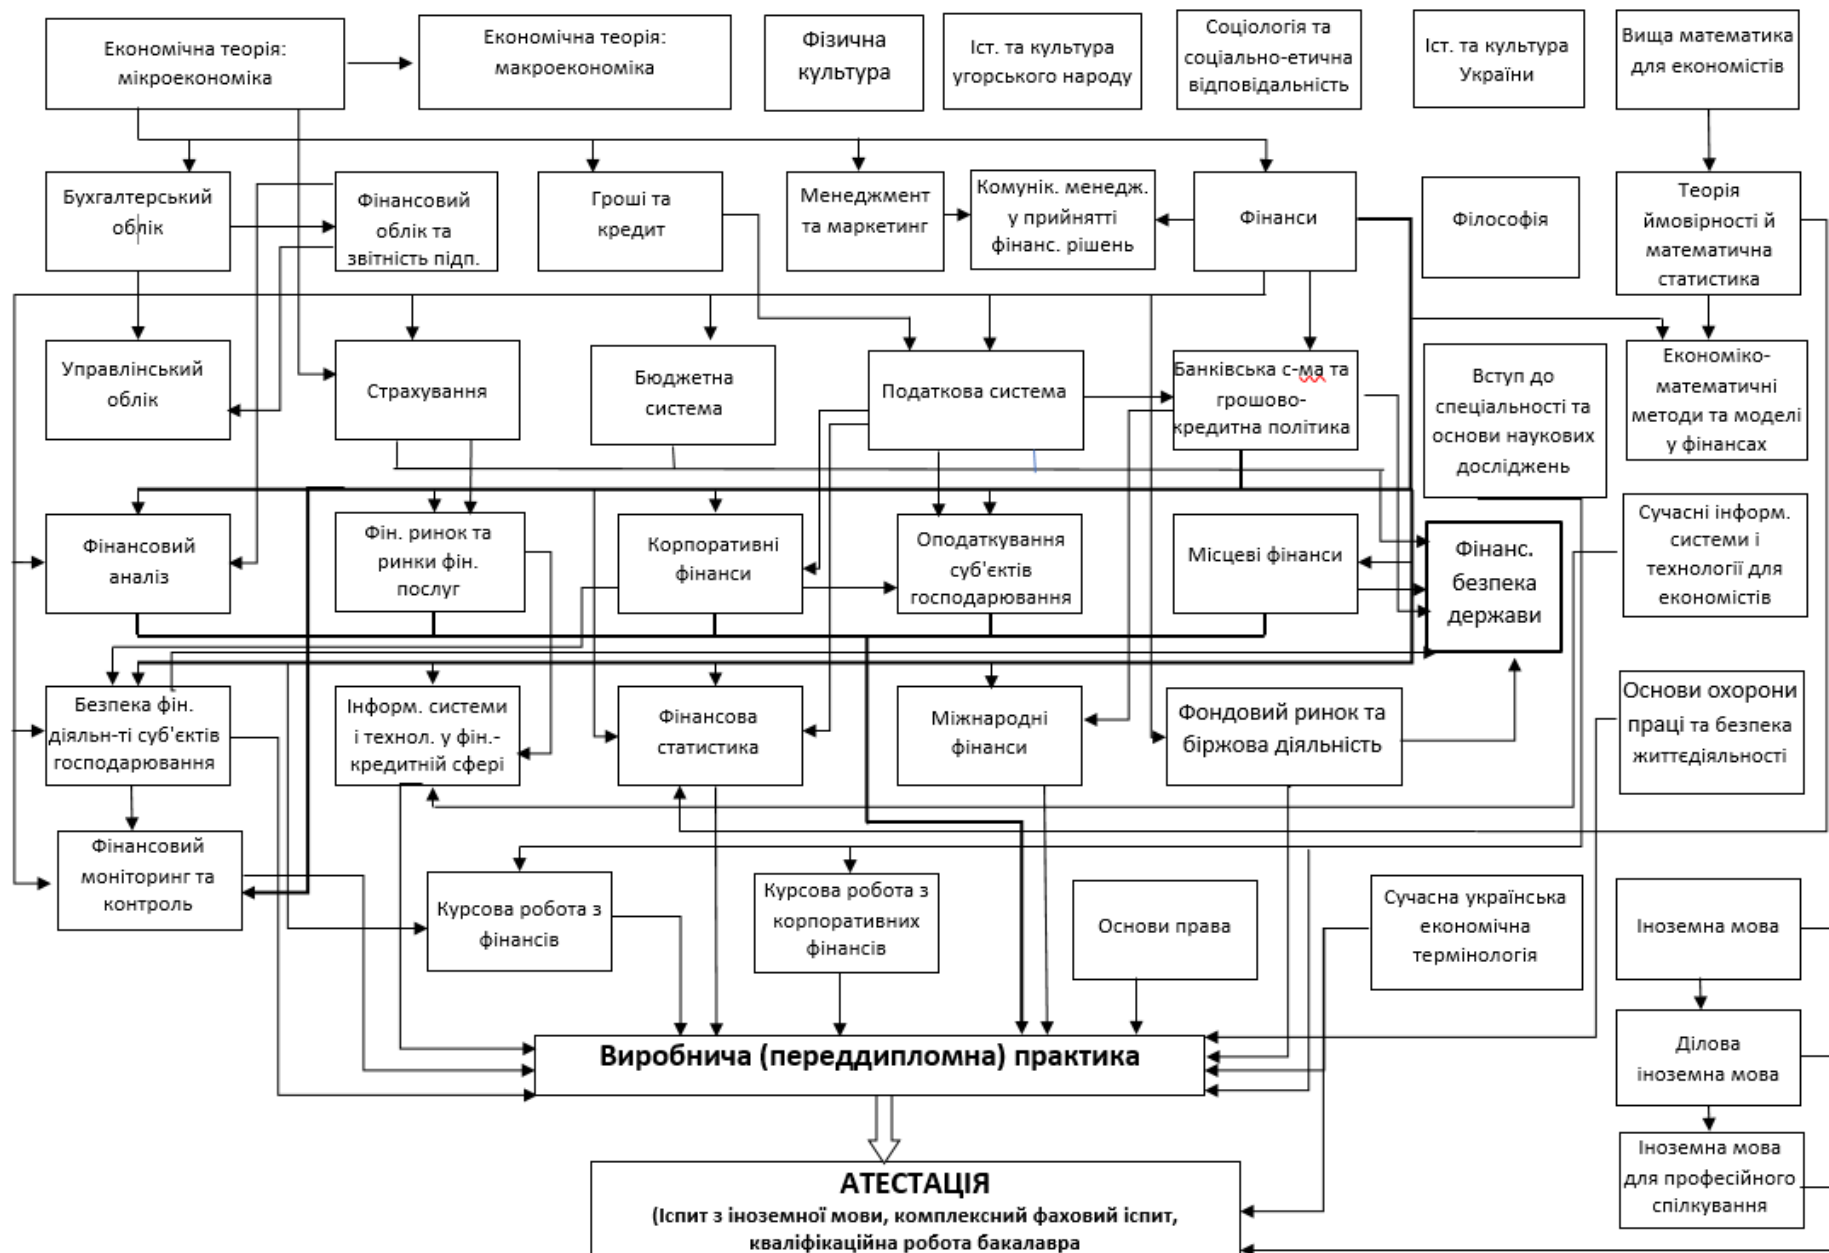 Економічна теорія:
мікроекономіка
Економічна теорія:
макроекономіка
Фізична
культура
Іст. та культура
угорського народу
Соціологія та
соціально-етична
відповідальність
Іст. та культура
України
Вища математика
для економістів
Бухгалтерський
облік
Фінансовий
облік та
звітність підп.
Гроші та
кредит
Менеджмент
та маркетинг
Комунік. менедж.
у прийнятті
фінанс. рішень
Фінанси
Філософія
Теорія
ймовірності й
математична
статистика
Управлінський
облік
Страхування
Бюджетна
система
Податкова система
Банківська с-ма та
грошово-
кредитна політика
Вступ до
спеціальності та
основи наукових
досліджень
Економіко-
математичні
методи та моделі
у фінансах
Фінансовий
аналіз
Фін. ринок та
ринки фін.
послуг
Корпоративні
фінанси
Оподаткування
суб'єктів
господарювання
Місцеві фінанси
Фінанс.
безпека
держави
Сучасні інформ.
системи і
технології для
економістів
Безпека фін.
діяльн-ті суб'єктів
господарювання
Інформ. системи
і технол. у фін.-
кредитній сфері
Фінансова
статистика
Міжнародні
фінанси
Фондовий ринок та
біржова діяльність
Основи охорони
праці та безпека
життєдіяльності
Фінансовий
моніторинг та
контроль
Курсова робота з
фінансів
Курсова робота з
корпоративних
фінансів
Основи права
Сучасна українська
економічна
термінологія
Іноземна мова
Виробнича (переддипломна) практика
Ділова
іноземна мова
Іноземна мова
для професійного
спілкування
АТЕСТАЦІЯ
(Іспит з іноземної мови, комплексний фаховий іспит,
кваліфікаційна робота бакалавра